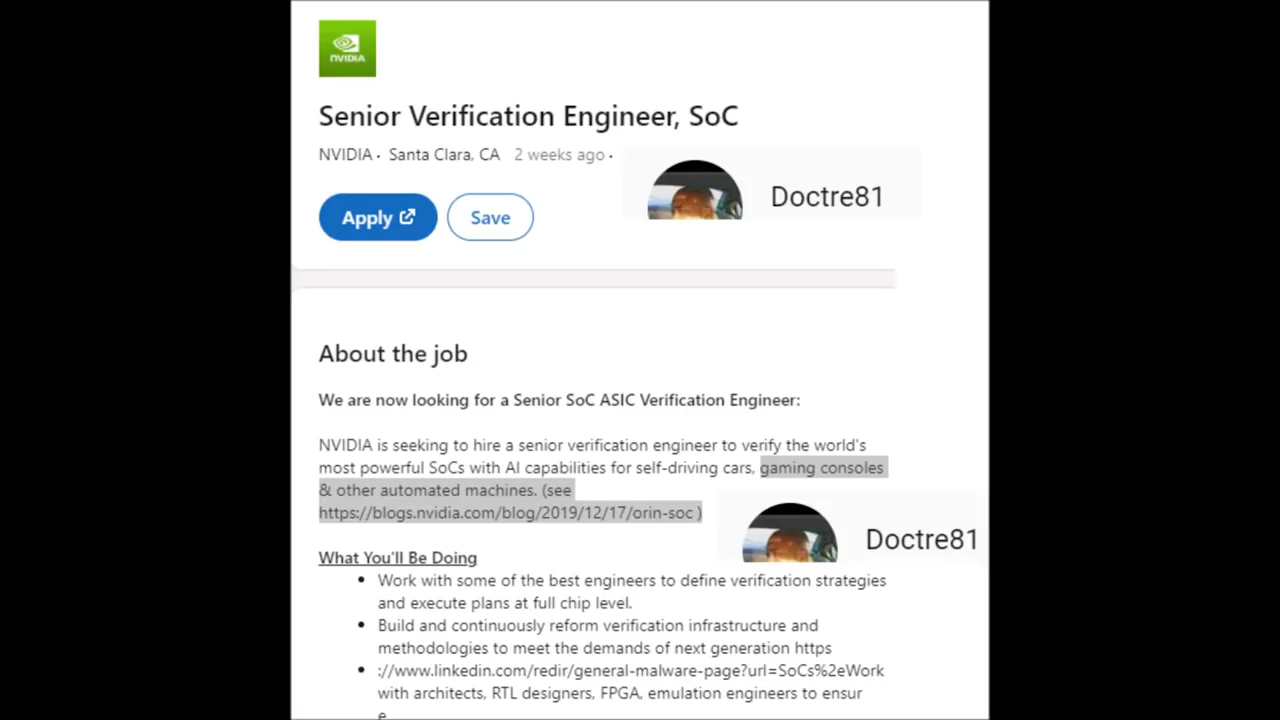 NVIDIA
Senior Verification Engineer, SoC
NVIDIA · Santa Clara, CA 2 weeks ago ·
Doctre81
Apply Save
About the job
We are now looking for a Senior SoC ASIC Verification Engineer:
NVIDIA is seeking to hire a senior verification engineer to verify the world's
most powerful SoCs with AI capabilities for self-driving cars, gaming consoles
& other automated machines. (see
https://blogs.nvidia.com/blog/2019/12/17/orin-soc )
Doctre81
What You'll Be Doing
• Work with some of the best engineers to define verification strategies
and execute plans at full chip level.
• Build and continuously reform verification infrastructure and
methodologies to meet the demands of next generation https
• ://www.linkedin.com/redir/general-malware-page?url=SoCs%2eWork
with architects, RTL designers, FPGA, emulation engineers to ensur
e